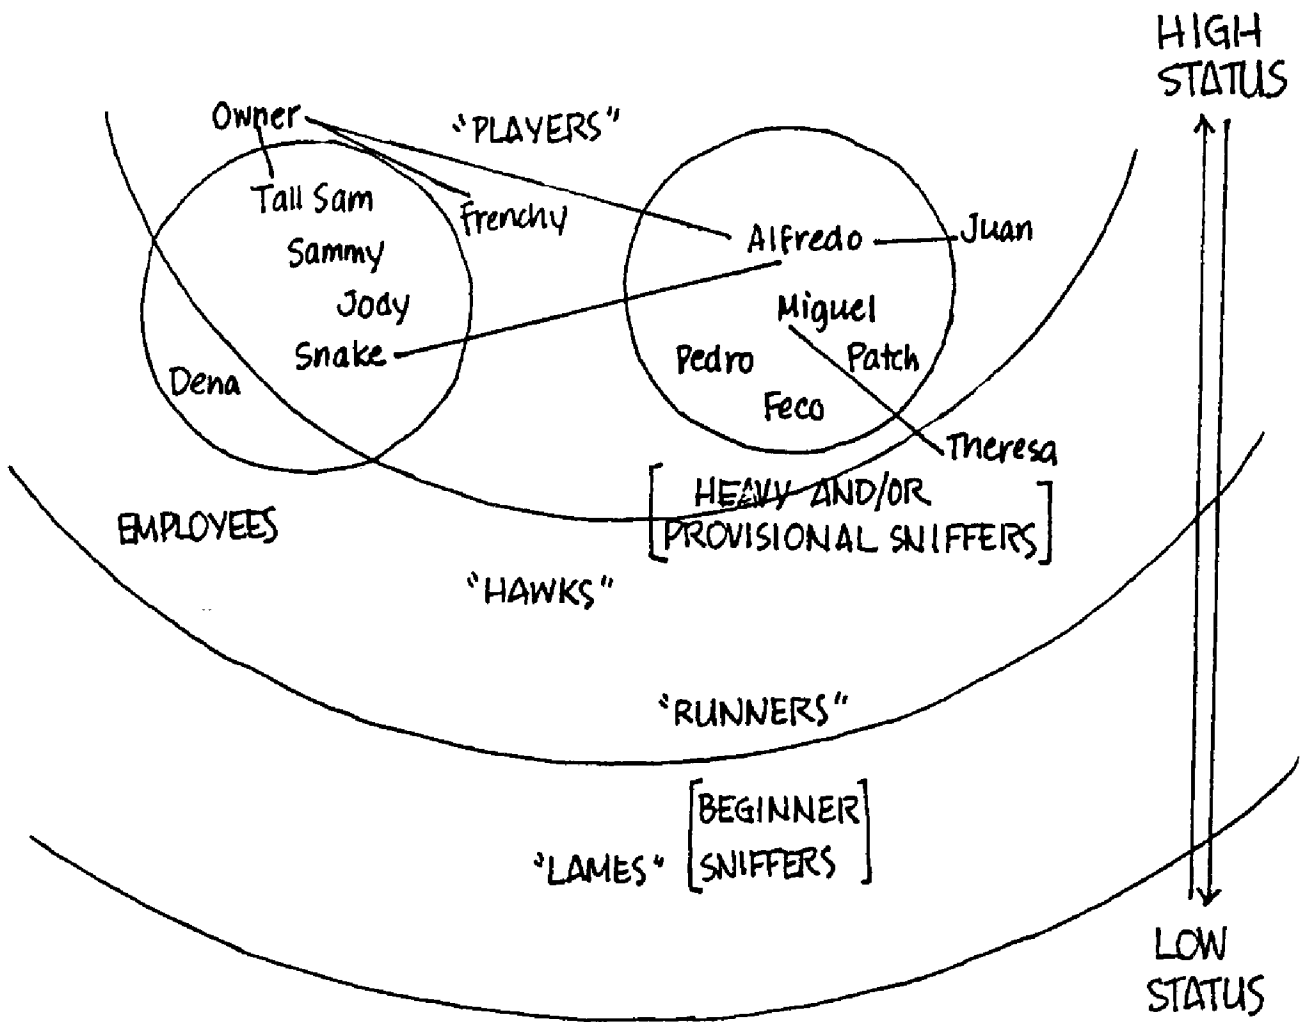 HIGH
STATUS
Owner
"PLAYERS"
Tall Sam
Frenchy
Sammy
Alfredo
Juan
Jody
Miguel
Snake
Pedro
Patch
Dena
Feco
Theresa
[HEAVY AND/OR
PROVISIONAL SNIFFERS]
EMPLOYEES
"HAWKS"
"RUNNERS"
[BEGINNER
SNIFFERS]
"LAMES"
LOW
STATUS